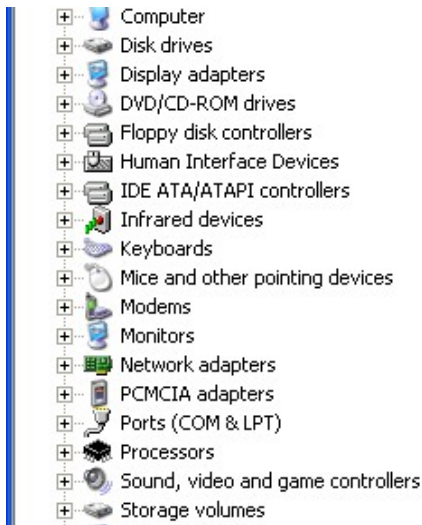 Computer
Disk drives
Display adapters
DVD/CD-ROM drives
Floppy disk controllers
Human Interface Devices
IDE ATA/ATAPI controllers
Infrared devices
Keyboards
Mice and other pointing devices
Modems
Monitors
Network adapters
PCMCIA adapters
Ports (COM & LPT)
Processors
Sound, video and game controllers
Storage volumes